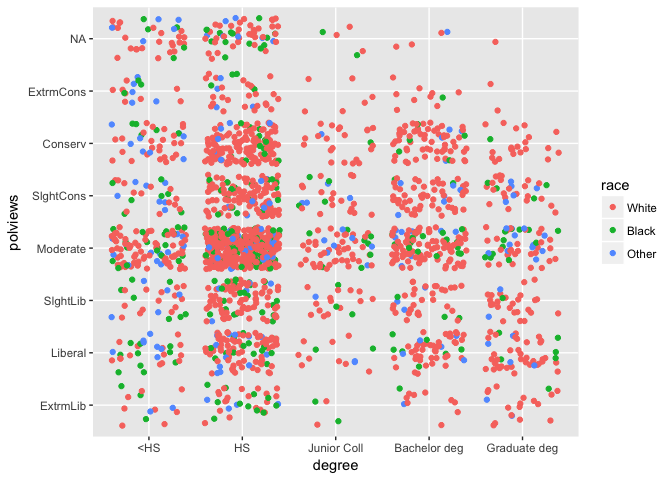 NA
ExtrmCons
Conserv
SlghtCons
Moderate
SlghtLib
Liberal
ExtrmLib
polviews
<HS
HS
Junior Coll
Bachelor deg
Graduate deg
degree
race
White
Black
Other